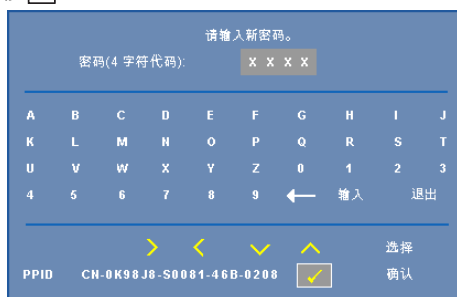 请输入新密码。
密码(4 字符代码): X X X X
A B C D E F G H I J
K L M N O P Q R S T
U V W X Y Z 0 1 2 3
4 5 6 7 8 9 ← 输入 退出
选择
PPID CN-0K98J8-S0081-46B-0208 ✓ 确认